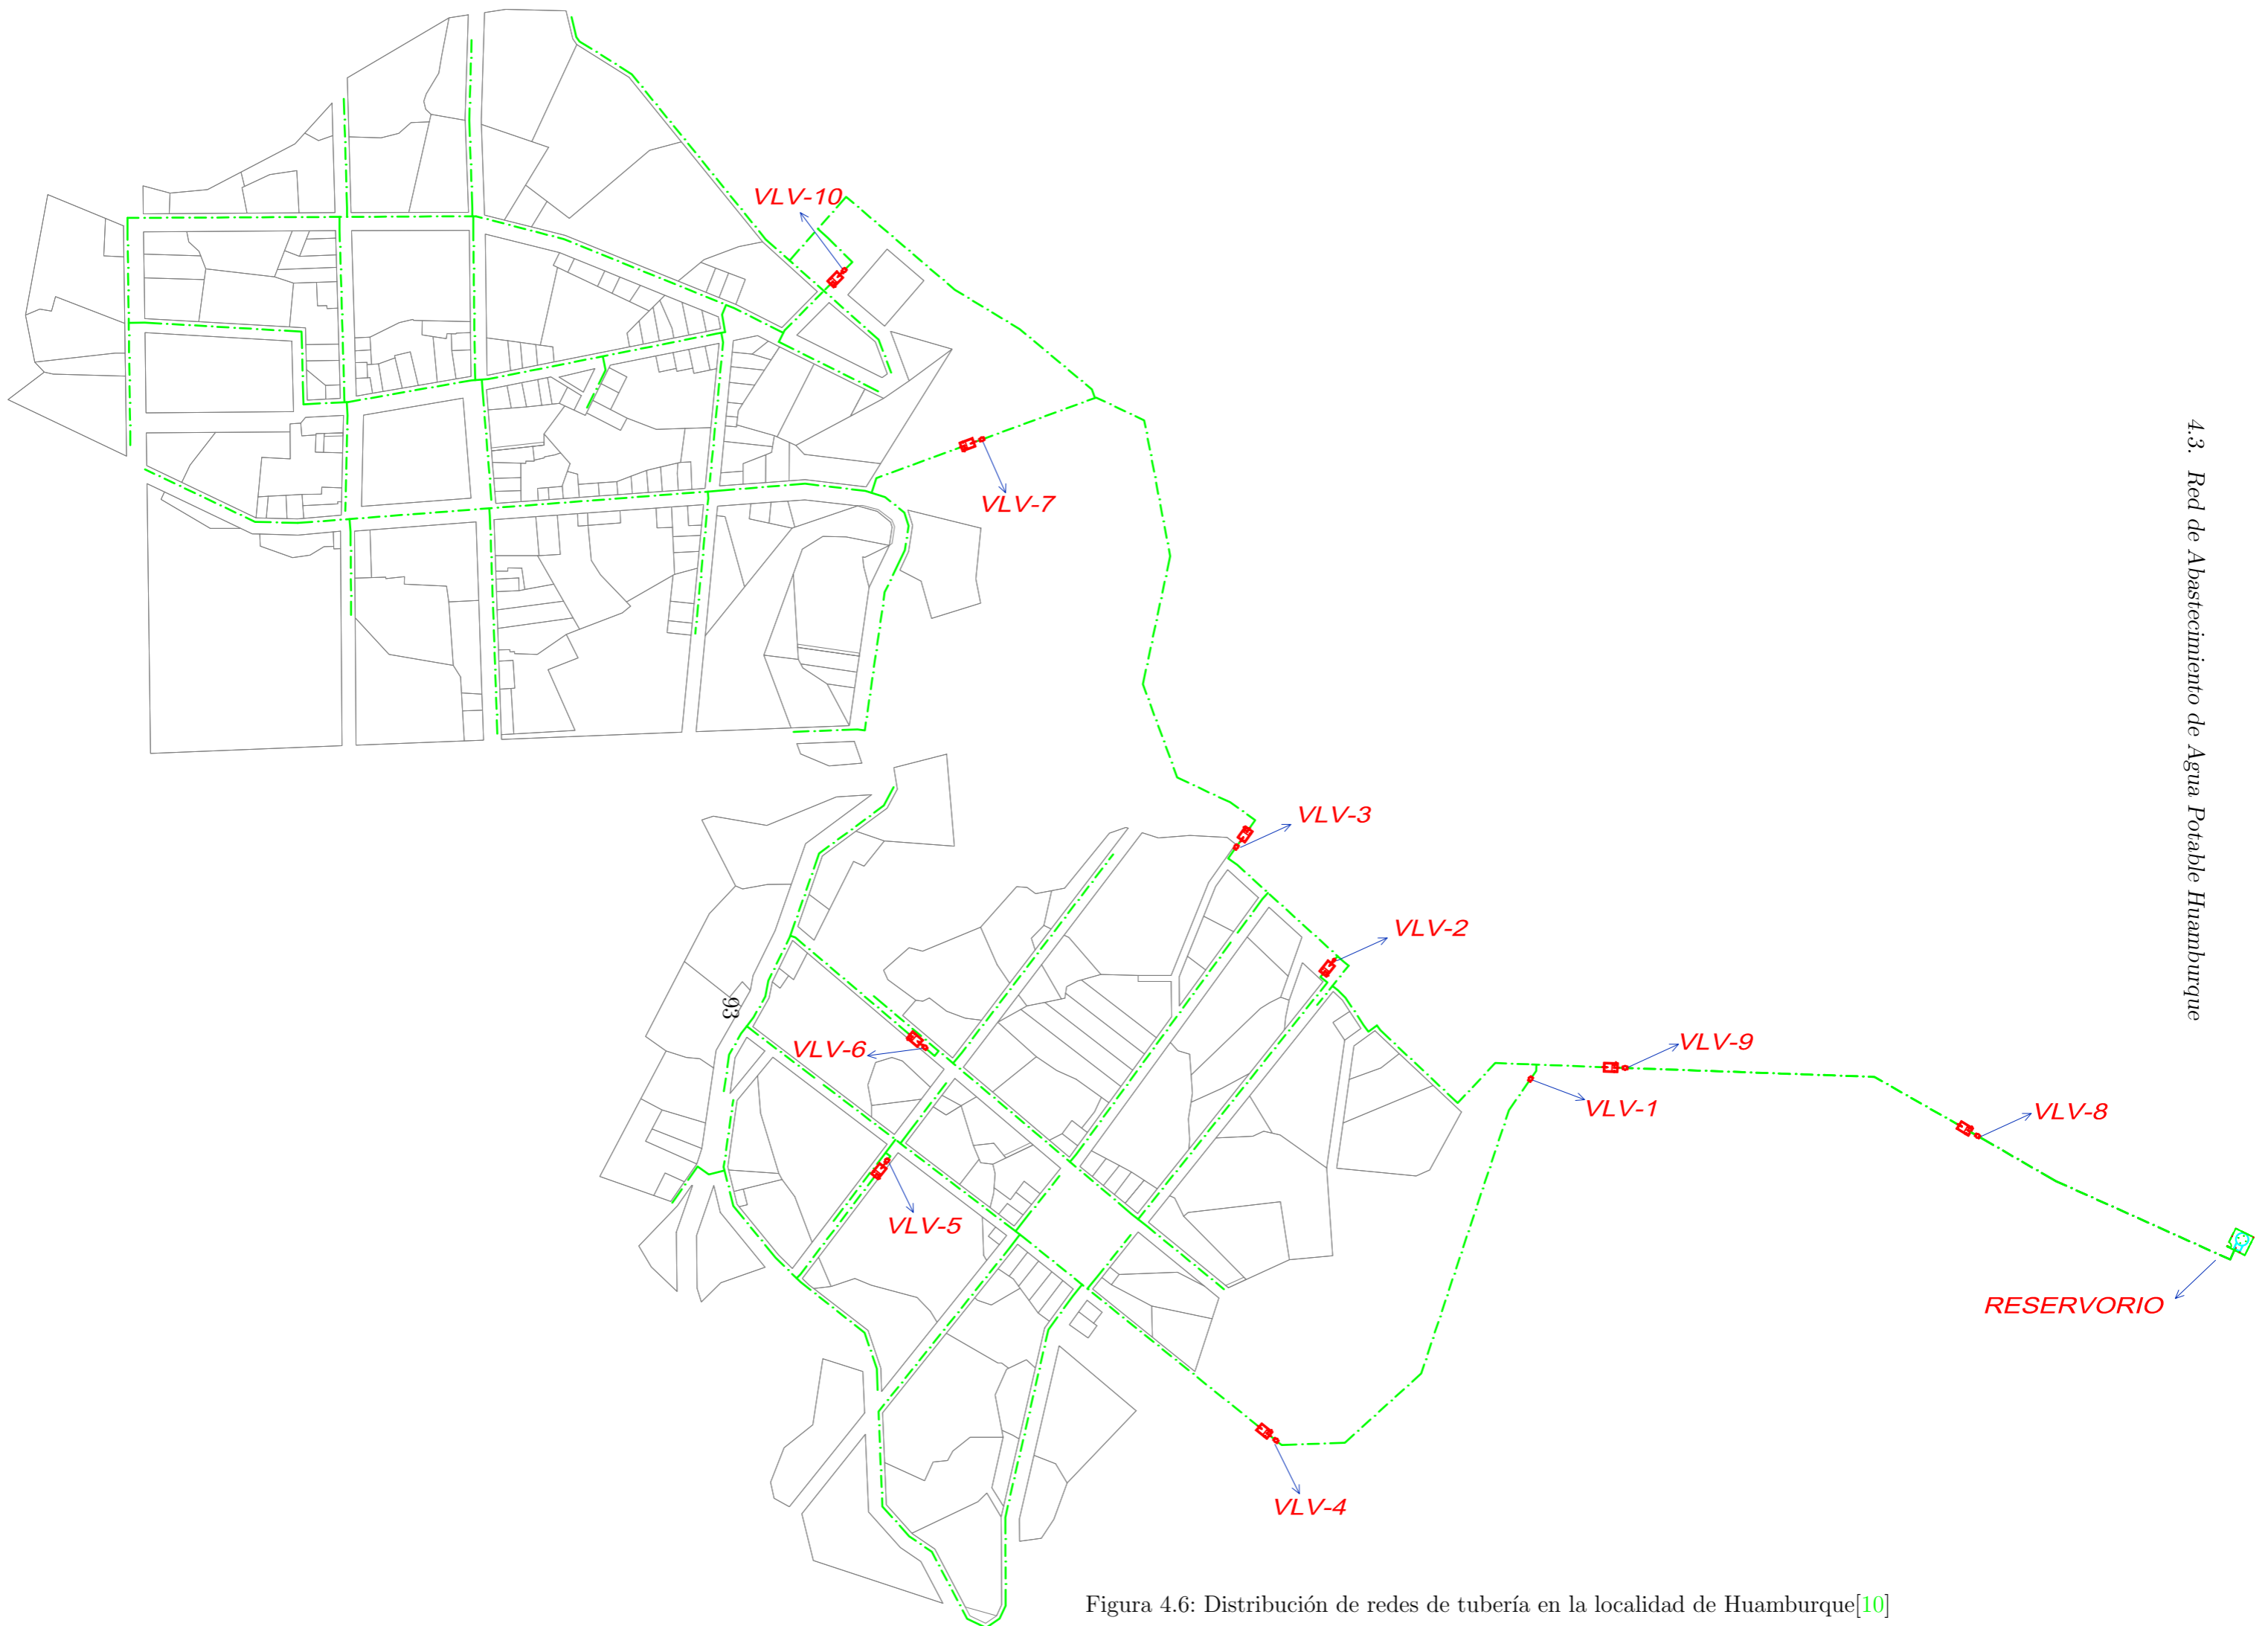 4.3. Red de Abastecimiento de Agua Potable Huamburque
VLV-10
VLV-7
VLV-3
VLV-2
VLV-9
VLV-1
VLV-8
RESERVORIO
VLV-6
VLV-5
VLV-4
93
Figura 4.6: Distribución de redes de tubería en la localidad de Huamburque[10]